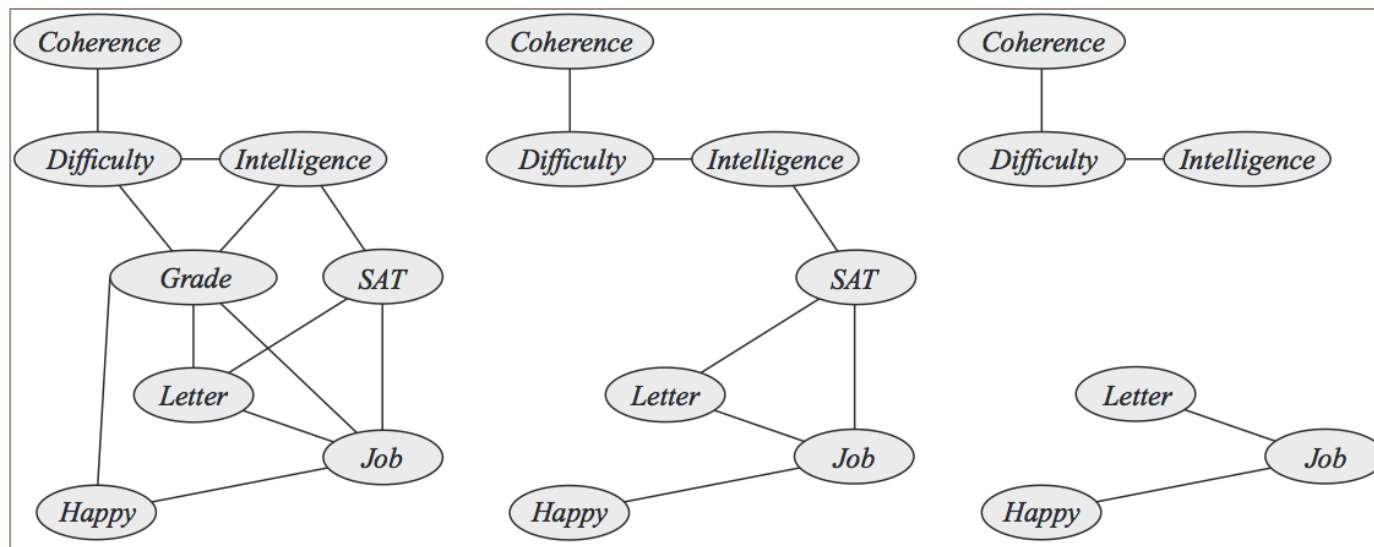 Coherence
Coherence
Coherence
Difficulty
Intelligence
Difficulty
Intelligence
Difficulty
Intelligence
Grade
SAT
SAT
Letter
Letter
Letter
Job
Job
Job
Happy
Happy
Happy